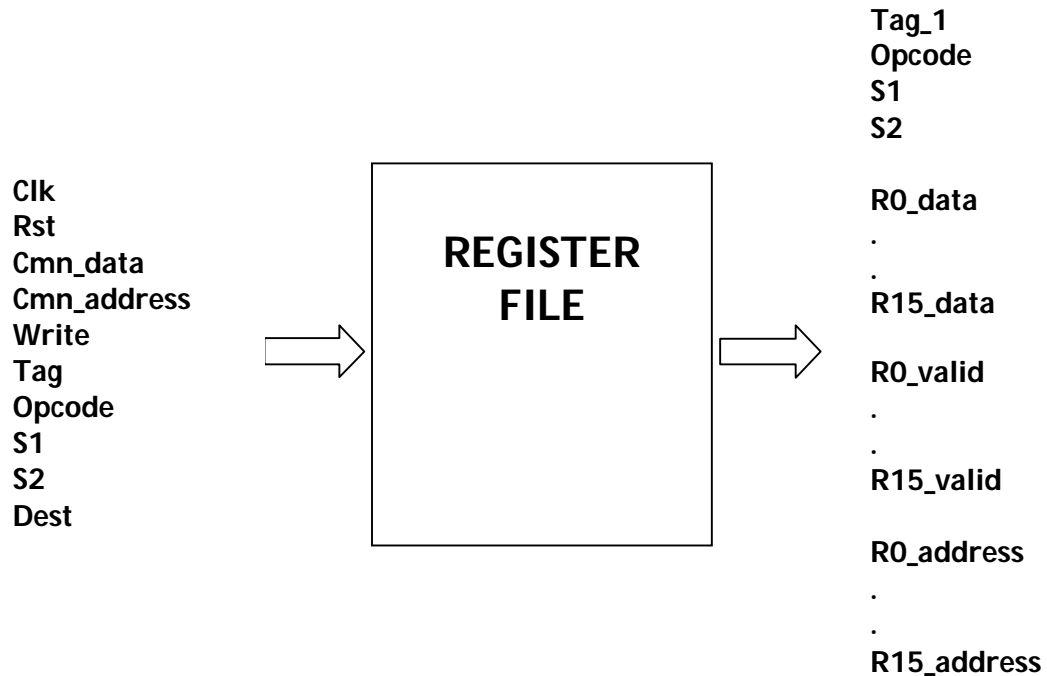 Clk
Rst
Cmn_data
Cmn_address
Write
Tag
Opcode
S1
S2
Dest
REGISTER
FILE
Tag_1
Opcode
S1
S2
R0_data
.
.
R15_data
R0_valid
.
.
R15_valid
R0_address
.
.
R15_address